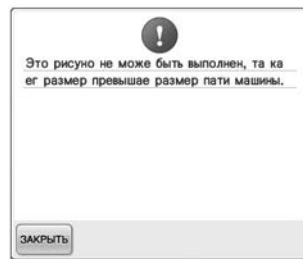 Это рисуно не може быть выполнен, та ка
ег размер превышае размер пати машины.
ЗАКРЫТЬ